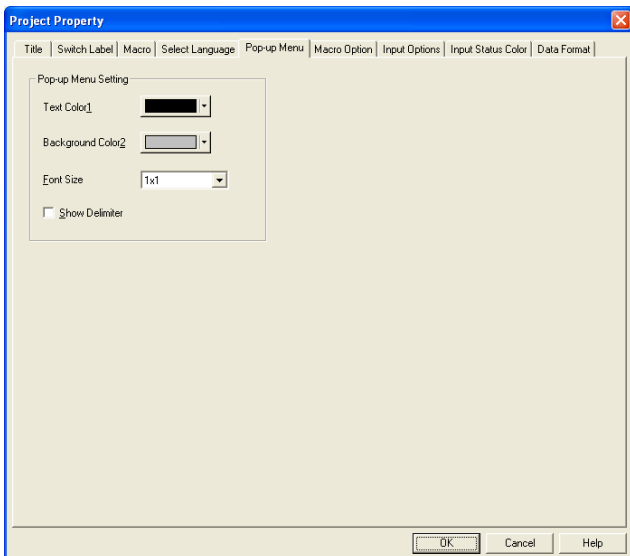 Project Property
Title Switch Label Macro Select Language Pop-up Menu Macro Option Input Options Input Status Color Data Format
Pop-up Menu Setting
Text Color1
Background Color2
Font Size 1x1
Show Delimiter
OK Cancel Help